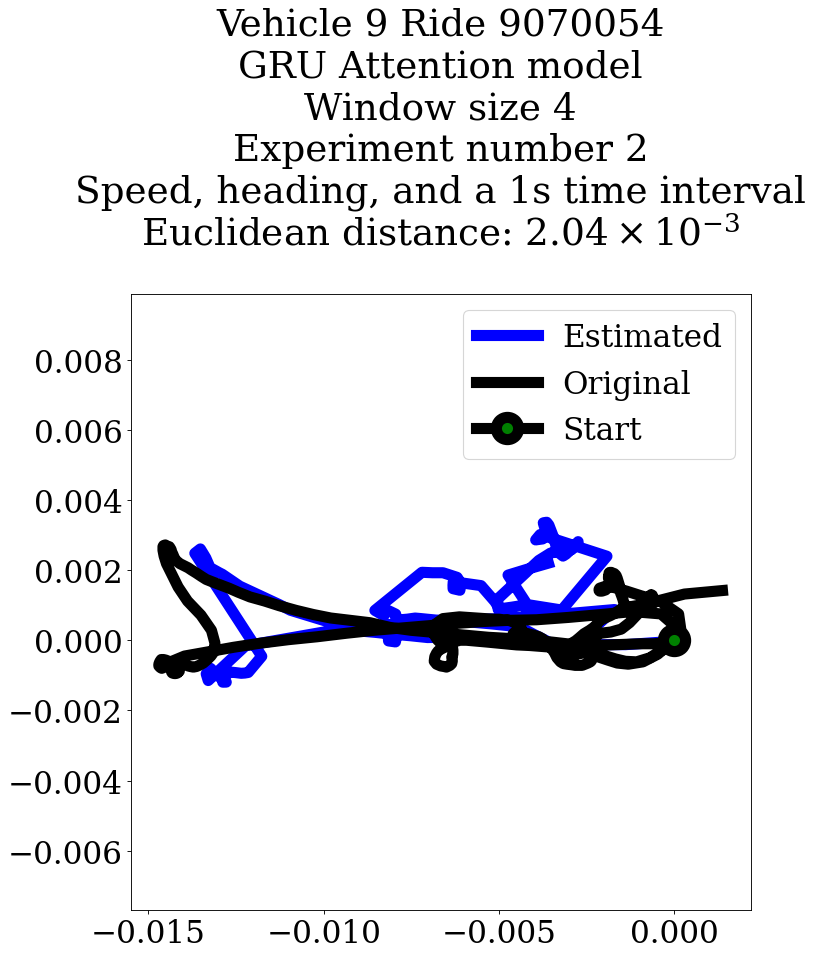 Vehicle 9 Ride 9070054
GRU Attention model
Window size 4
Experiment number 2
Speed, heading, and a 1s time interval
Euclidean distance: 2.04 × 10⁻³
Estimated
Original
Start
0.008
0.006
0.004
0.002
0.000
−0.002
−0.004
−0.006
−0.015 −0.010 −0.005 0.000